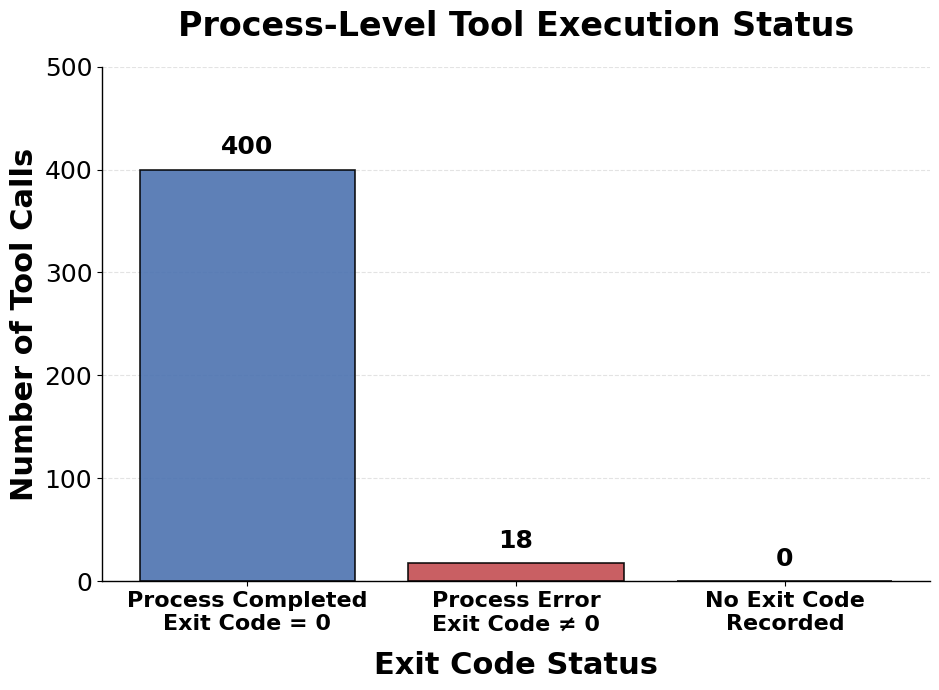 Process-Level Tool Execution Status
Number of Tool Calls
500
400
300
200
100
0
400
18
0
Process Completed
Exit Code = 0
Process Error
Exit Code ≠ 0
No Exit Code
Recorded
Exit Code Status